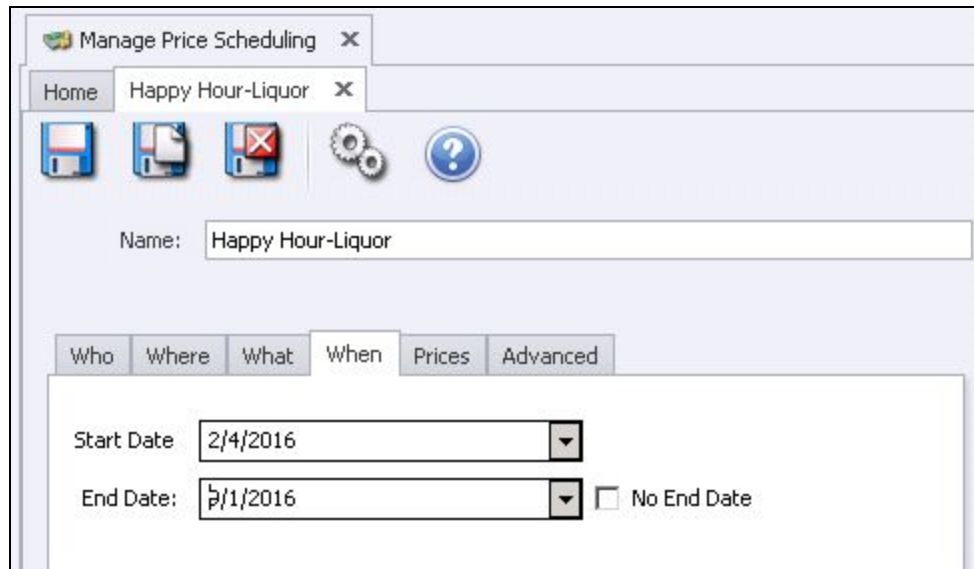 Manage Price Scheduling
Home Happy Hour-Liquor
Name: Happy Hour-Liquor
Who Where What When Prices Advanced
Start Date 2/4/2016
End Date: /1/2016 No End Date